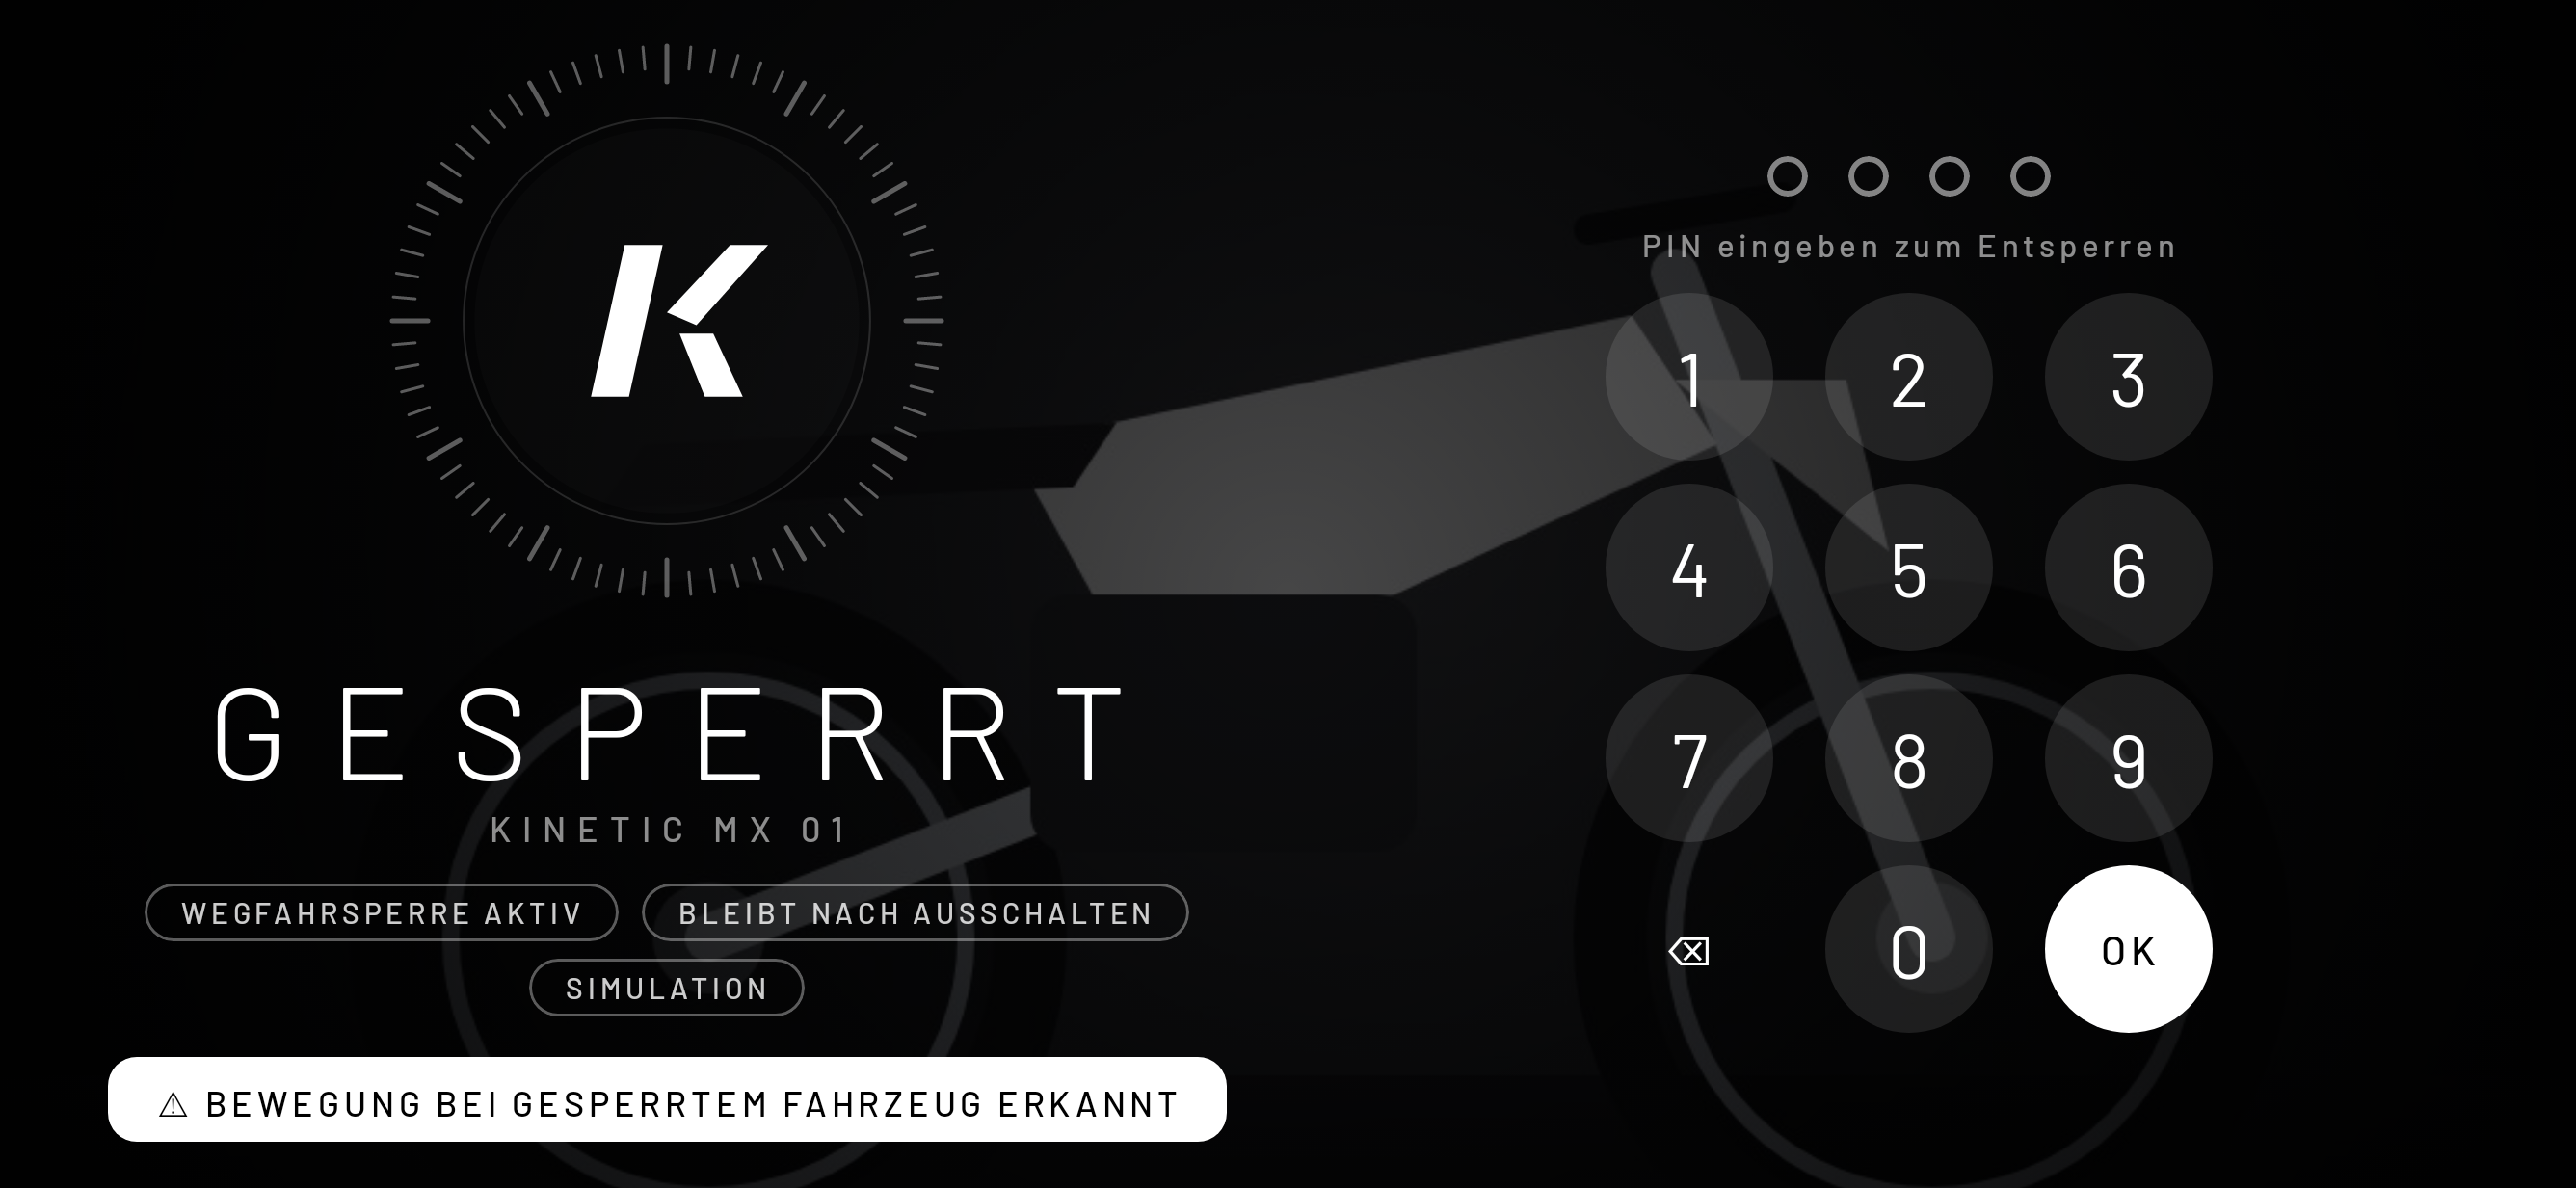 K
GESPERRT
KINETIC MX 01
WEGFAHRSPERRE AKTIV
BLEIBT NACH AUSSCHALTEN
SIMULATION
⚠ BEWEGUNG BEI GESPERRTEM FAHRZEUG ERKANNT
PIN eingeben zum Entsperren
1 2 3
4 5 6
7 8 9
0 OK